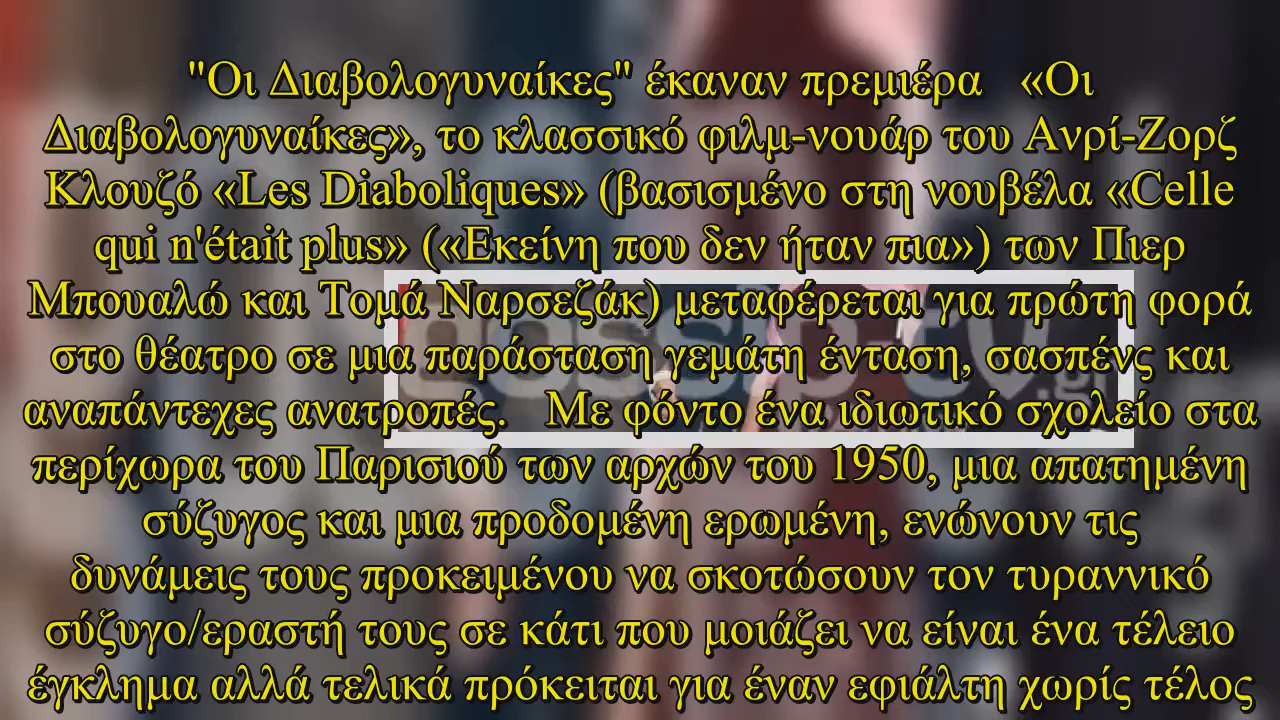 "Οι Διαβολογυναίκες" έκαναν πρεμιέρα «Οι
Διαβολογυναίκες», το κλασσικό φιλμ-νουάρ του Ανρί-Ζορζ
Κλουζό «Les Diaboliques» (βασισμένο στη νουβέλα «Celle
qui n'était plus» («Εκείνη που δεν ήταν πια») των Πιερ
Μπουαλώ και Τομά Ναρσεζάκ) μεταφέρεται για πρώτη φορά
στο θέατρο σε μια παράσταση γεμάτη ένταση, σασπένς και
αναπάντεχες ανατροπές. Με φόντο ένα ιδιωτικό σχολείο στα
περίχωρα του Παρισιού των αρχών του 1950, μια απατημένη
σύζυγος και μια προδομένη ερωμένη, ενώνουν τις
δυνάμεις τους προκειμένου να σκοτώσουν τον τυραννικό
σύζυγο/εραστή τους σε κάτι που μοιάζει να είναι ένα τέλειο
έγκλημα αλλά τελικά πρόκειται για έναν εφιάλτη χωρίς τέλος
gossip-tv.gr